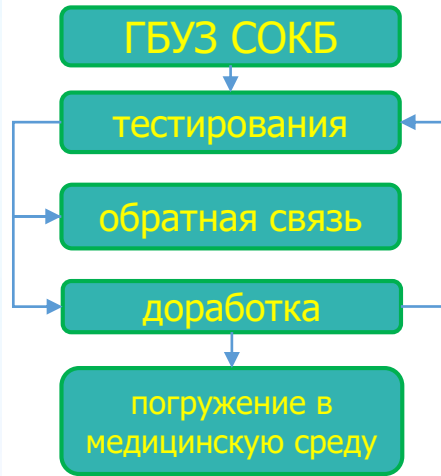 ГБУЗ СОКБ
тестирования
обратная связь
доработка
погружение в
медицинскую среду